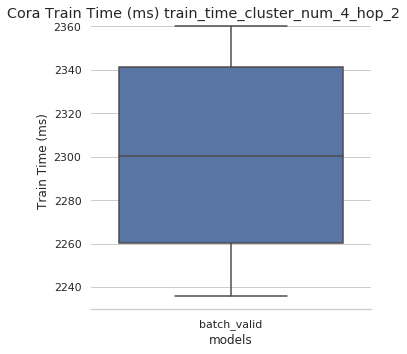 Cora Train Time (ms) train_time_cluster_num_4_hop_2
2360
2340
2320
2300
2280
2260
2240
Train Time (ms)
batch_valid
models